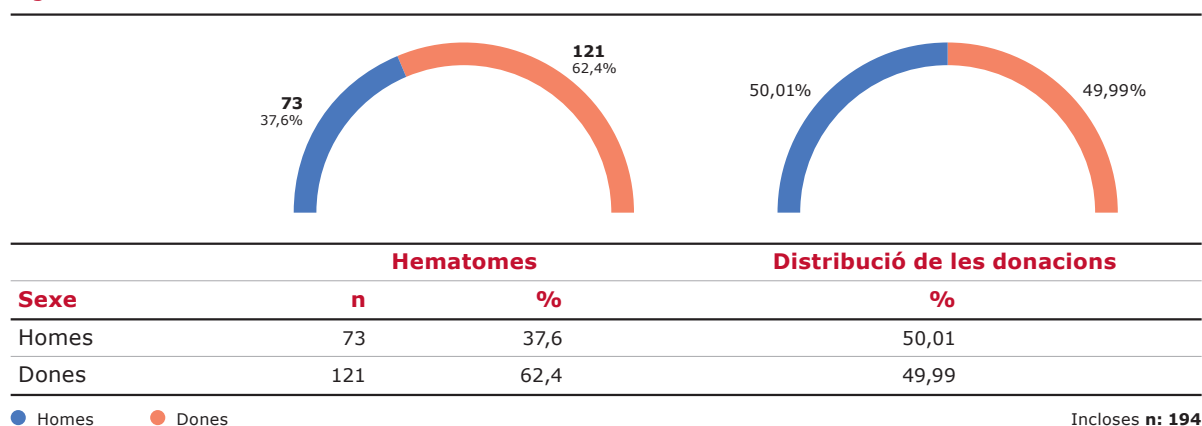 121
62,4%
73
37,6%
50,01%
49,99%
Hematomes Distribució de les donacions
Sexe n % %
Homes 73 37,6 50,01
Dones 121 62,4 49,99
Homes Dones Incloses n: 194